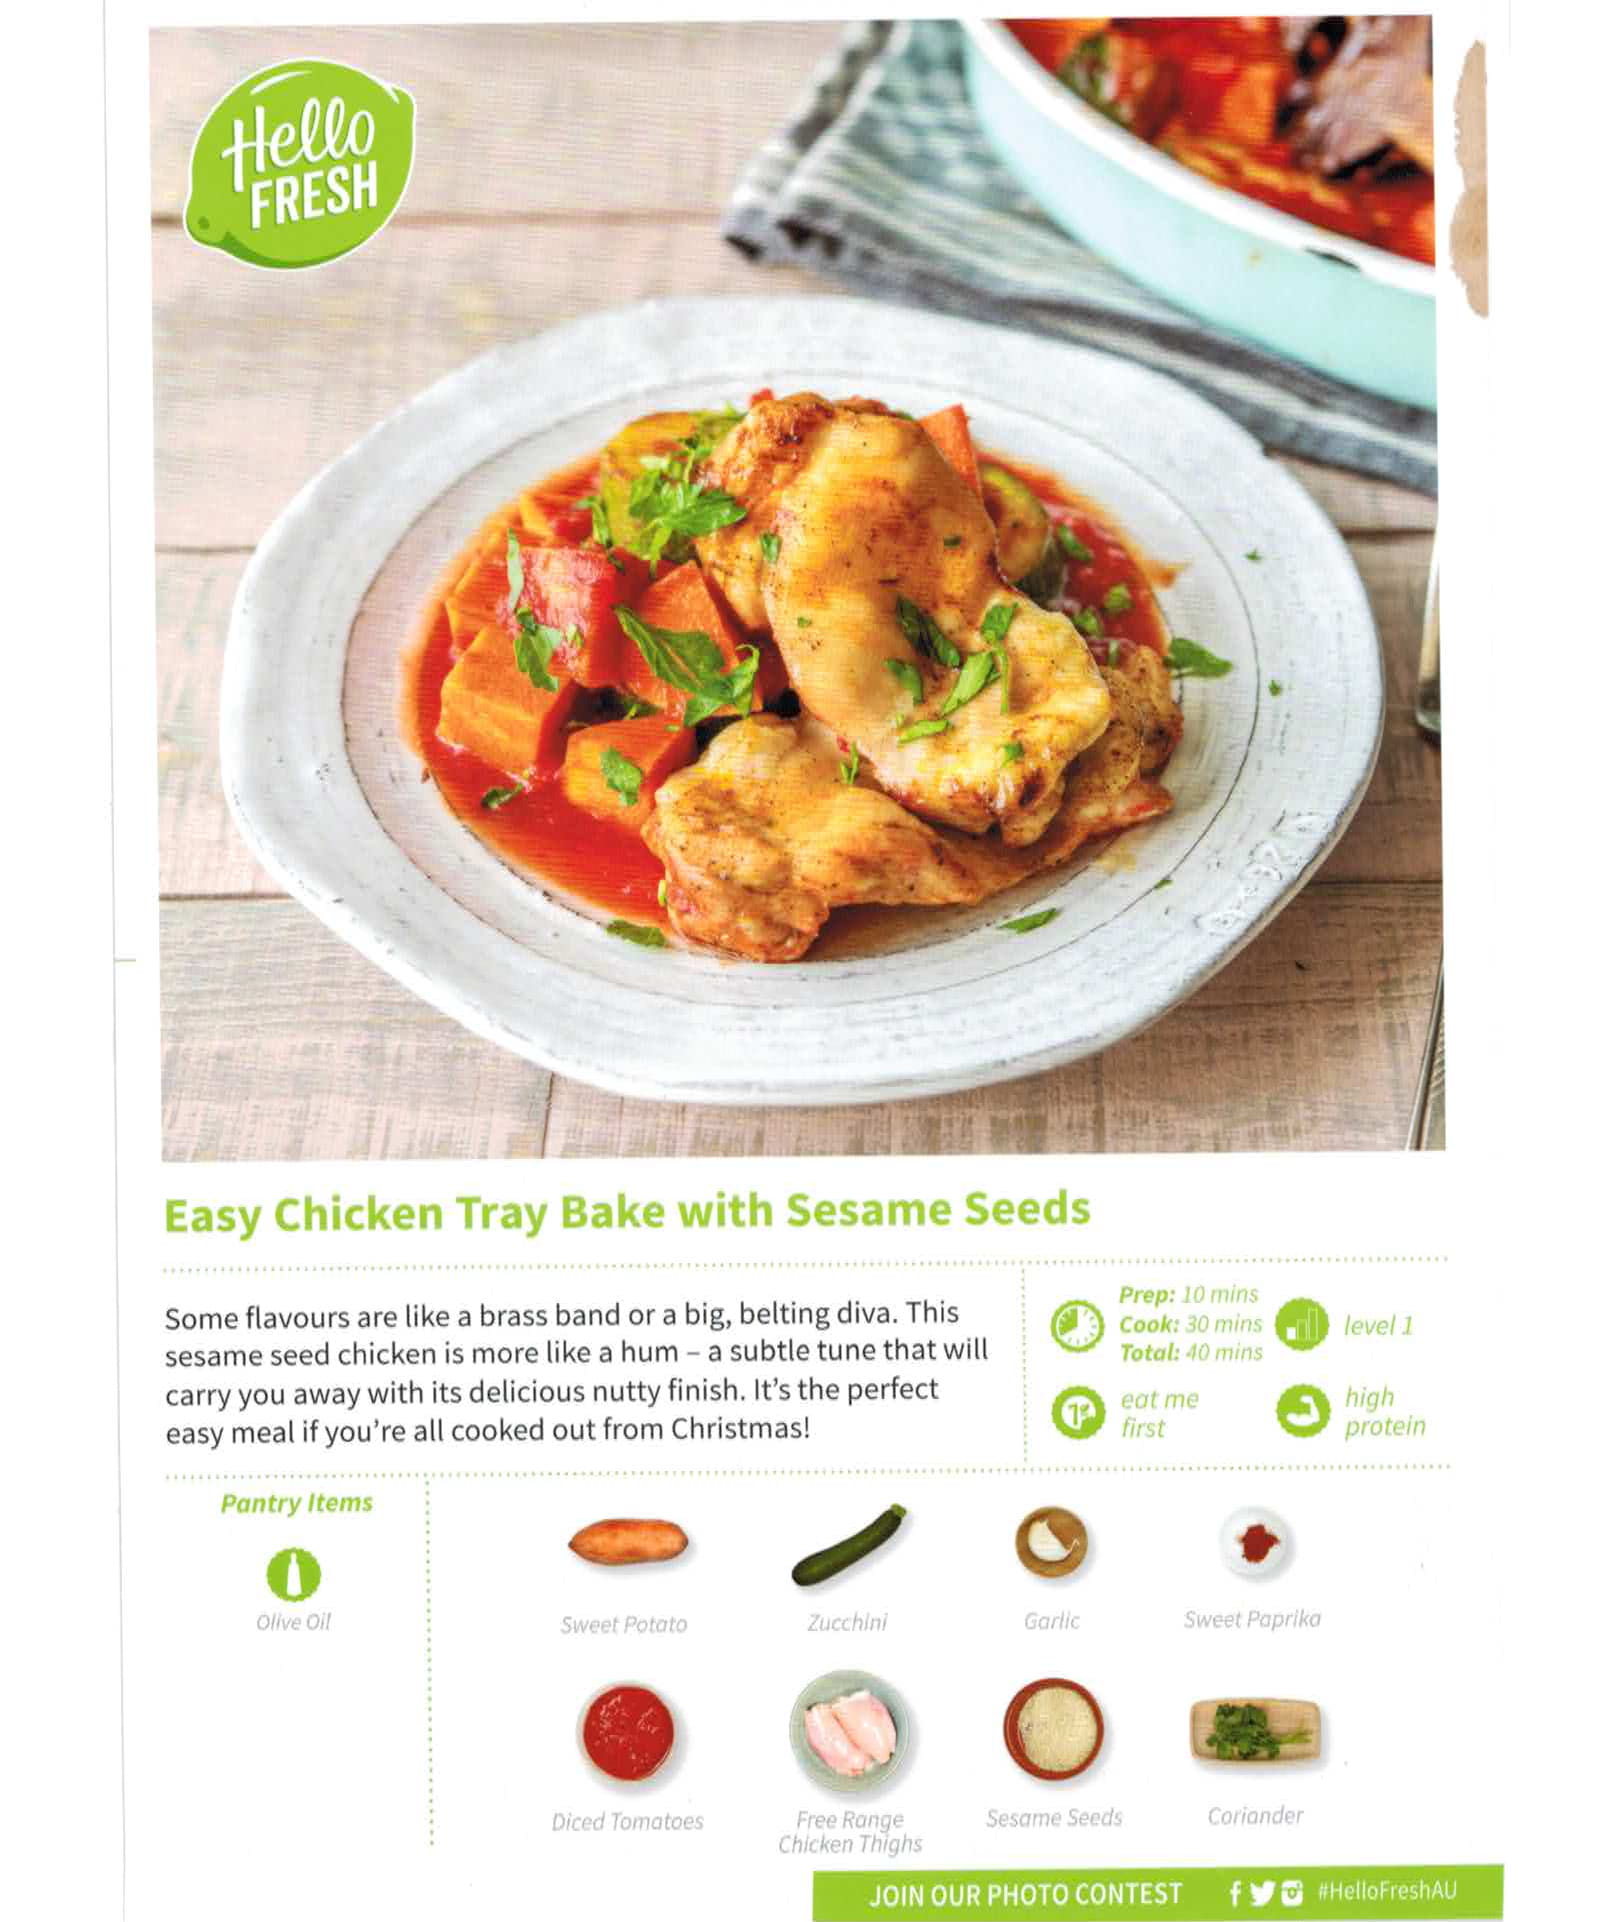 Hello
FRESH
Easy Chicken Tray Bake with Sesame Seeds
Some flavours are like a brass band or a big, belting diva. This
sesame seed chicken is more like a hum – a subtle tune that will
carry you away with its delicious nutty finish. It's the perfect
easy meal if you're all cooked out from Christmas!
Prep: 10 mins
Cook: 30 mins
Total: 40 mins
level 1
eat me
first
high
protein
Pantry Items
Olive Oil
Sweet Potato
Zucchini
Garlic
Sweet Paprika
Diced Tomatoes
Free Range
Chicken Thighs
Sesame Seeds
Coriander
JOIN OUR PHOTO CONTEST
#HelloFreshAU